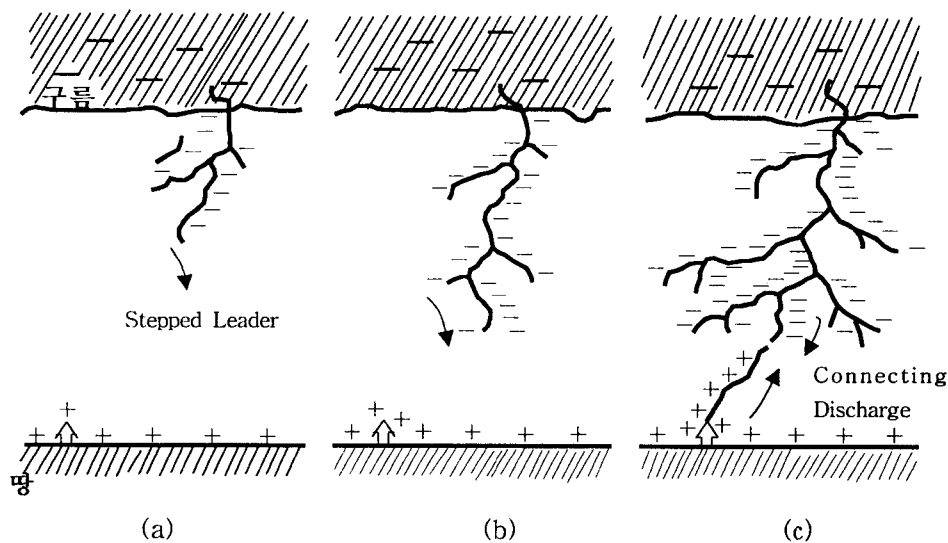 구름
Stepped Leader
Connecting
Discharge
땅
(a)
(b)
(c)